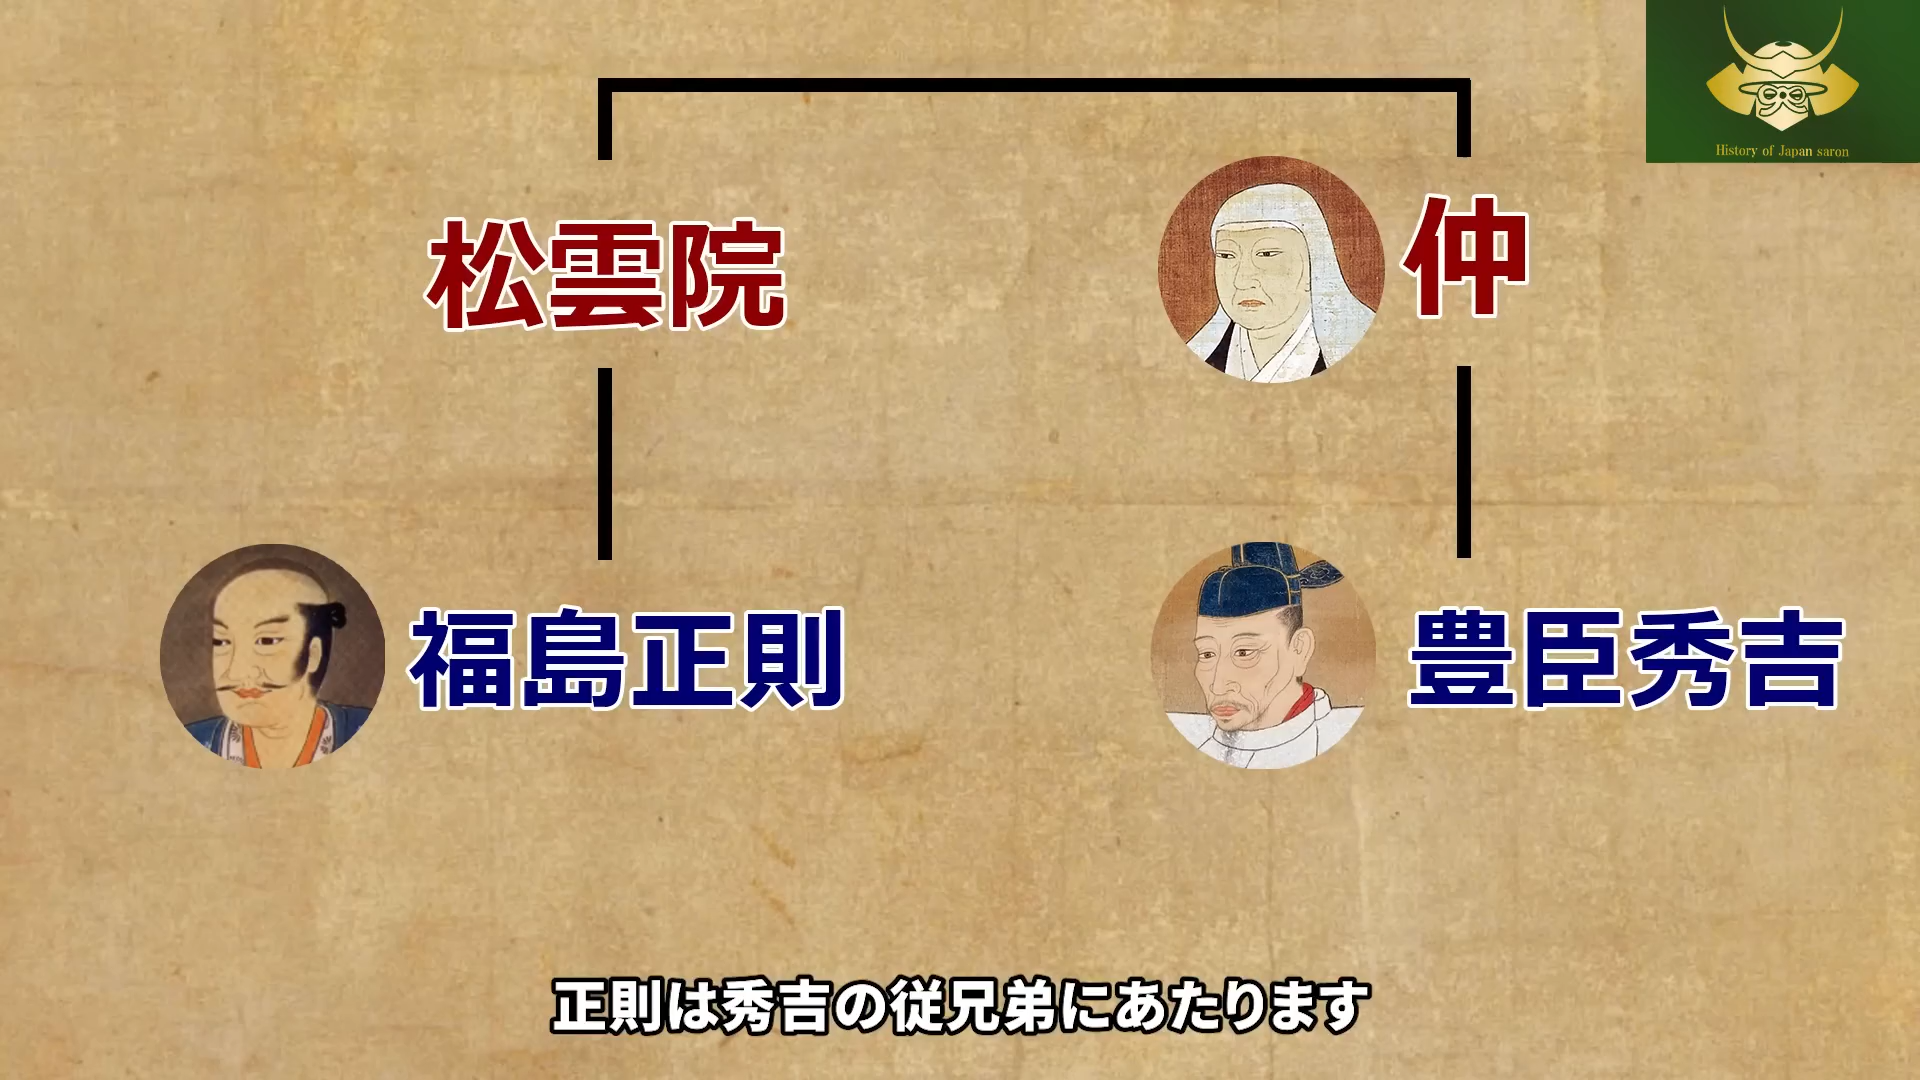 History of Japan saron
松雲院
仲
福島正則
豊臣秀吉
正則は秀吉の従兄弟にあたります